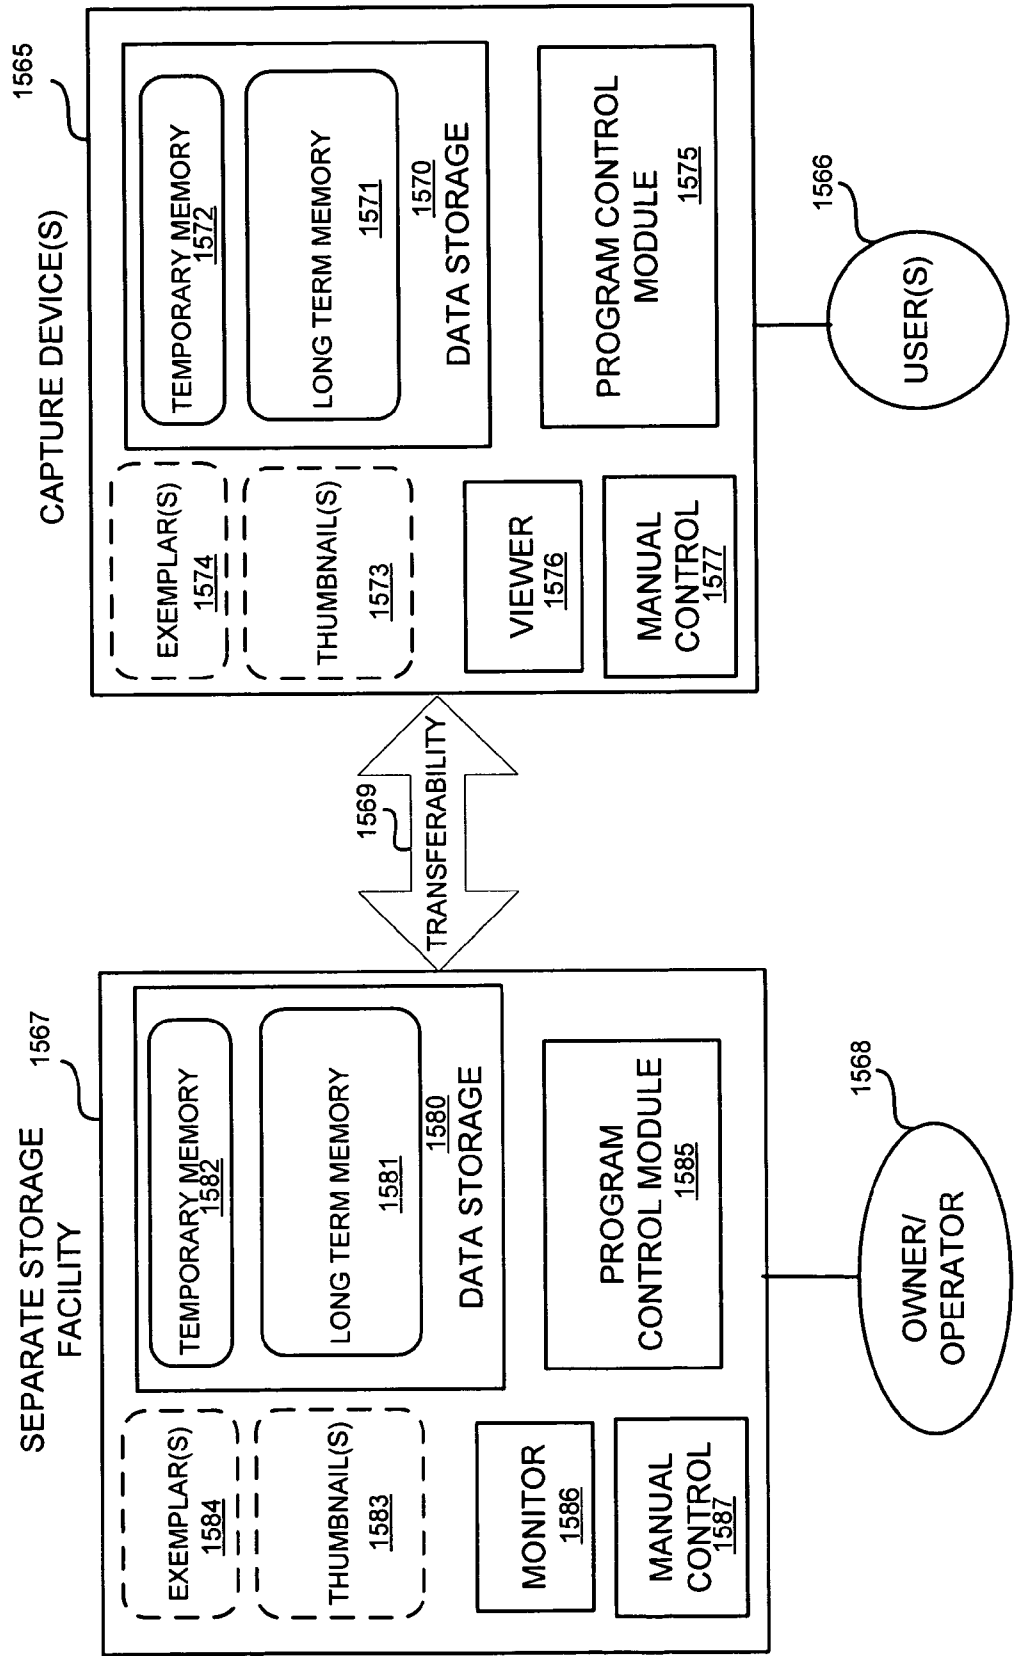 SEPARATE STORAGE
FACILITY
1567
EXEMPLAR(S)
1584
THUMBNAIL(S)
1583
TEMPORARY MEMORY
1582
LONG TERM MEMORY
1581
1580
DATA STORAGE
MONITOR
1586
MANUAL
CONTROL
1587
PROGRAM
CONTROL MODULE
1585
1568
OWNER/
OPERATOR
1569
TRANSFERABILITY
CAPTURE DEVICE(S)
1565
EXEMPLAR(S)
1574
THUMBNAIL(S)
1573
TEMPORARY MEMORY
1572
LONG TERM MEMORY
1571
1570
DATA STORAGE
VIEWER
1576
MANUAL
CONTROL
1577
PROGRAM CONTROL
MODULE
1575
1566
USER(S)